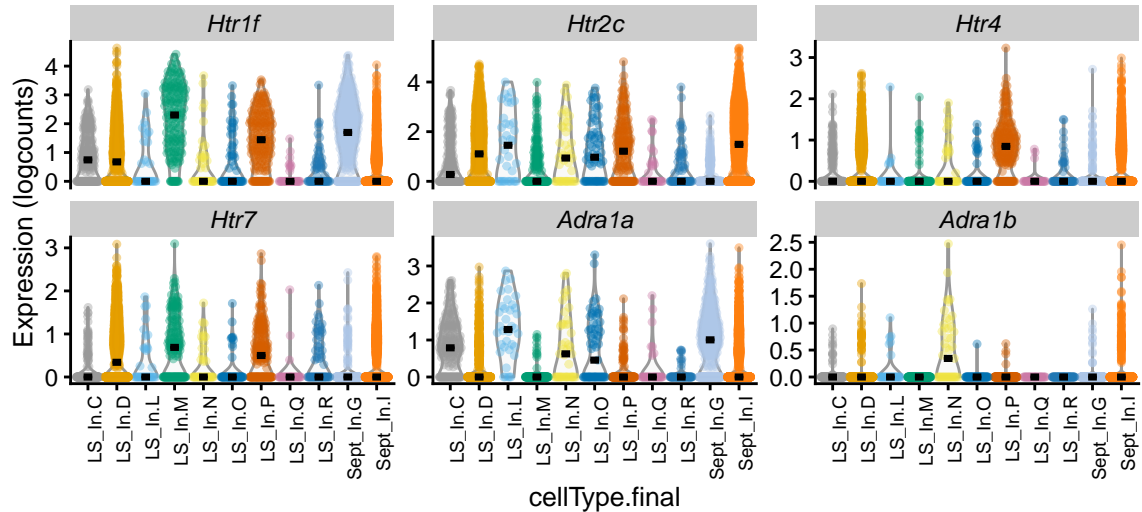 Htr1f
Htr2c
Htr4
4
3
2
1
0
4
2
0
3
2
1
0
Htr7
Adra1a
Adra1b
3
2
1
0
3
2
1
0
2.5
2.0
1.5
1.0
0.5
0.0
Expression (logcounts)
LS_In.C
LS_In.D
LS_In.L
LS_In.M
LS_In.N
LS_In.O
LS_In.P
LS_In.Q
LS_In.R
Sept_In.G
Sept_In.I
LS_In.C
LS_In.D
LS_In.L
LS_In.M
LS_In.N
LS_In.O
LS_In.P
LS_In.Q
LS_In.R
Sept_In.G
Sept_In.I
LS_In.C
LS_In.D
LS_In.L
LS_In.M
LS_In.N
LS_In.O
LS_In.P
LS_In.Q
LS_In.R
Sept_In.G
Sept_In.I
cellType.final